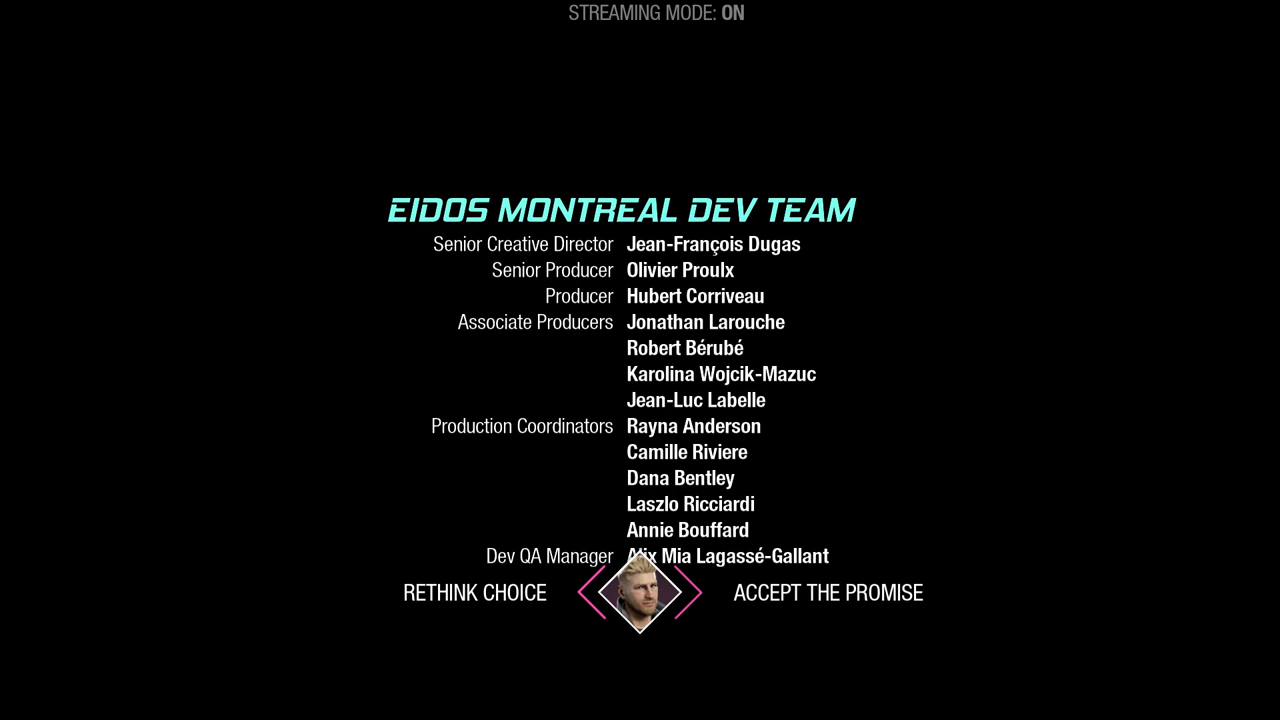 STREAMING MODE: ON
EIDOS MONTREAL DEV TEAM
Senior Creative Director Jean-François Dugas
Senior Producer Olivier Proulx
Producer Hubert Corriveau
Associate Producers Jonathan Larouche
Robert Bérubé
Karolina Wojcik-Mazuc
Jean-Luc Labelle
Production Coordinators Rayna Anderson
Camille Riviere
Dana Bentley
Laszlo Ricciardi
Annie Bouffard
Dev QA Manager Alix Mia Lagassé-Gallant
RETHINK CHOICE ACCEPT THE PROMISE